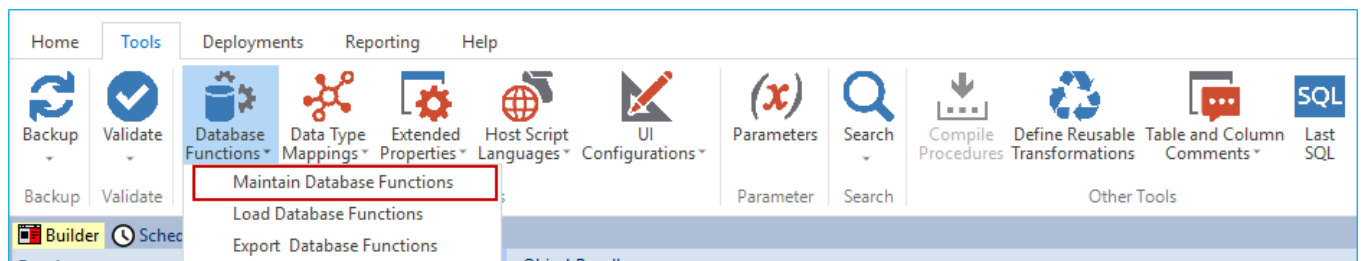 Home Tools Deployments Reporting Help
SQL
Backup Validate Database Data Type Extended Host Script UI Parameters Search Compile Define Reusable Table and Column Last
Functions Mappings Properties Languages Configurations Procedures Transformations Comments SQL
Maintain Database Functions
Backup Validate Parameter Search Other Tools
Load Database Functions
Builder
Export Database Functions